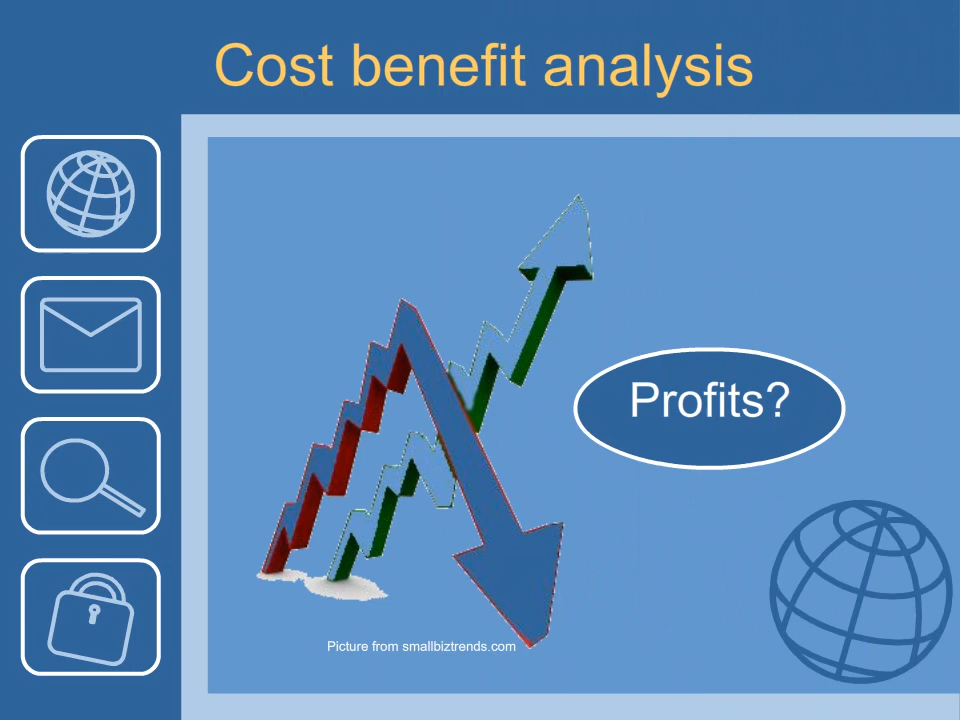 Cost benefit analysis
Profits?
Picture from smallbiztrends.com